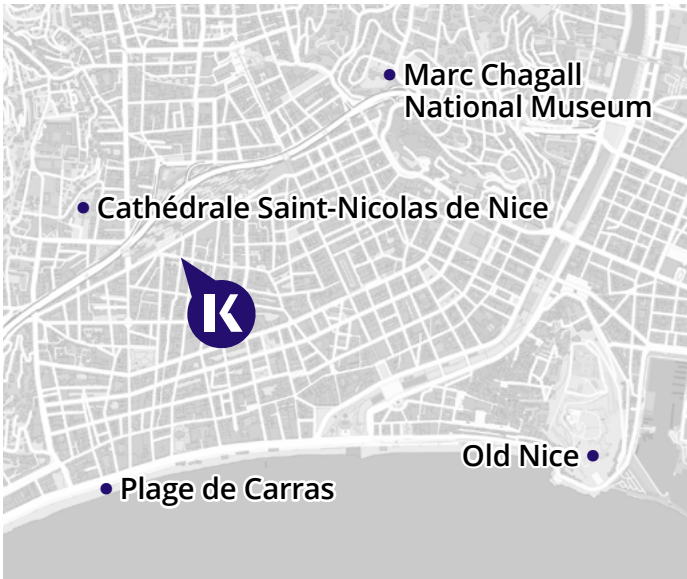 Marc Chagall
National Museum
Cathédrale Saint-Nicolas de Nice
K
Old Nice
Plage de Carras